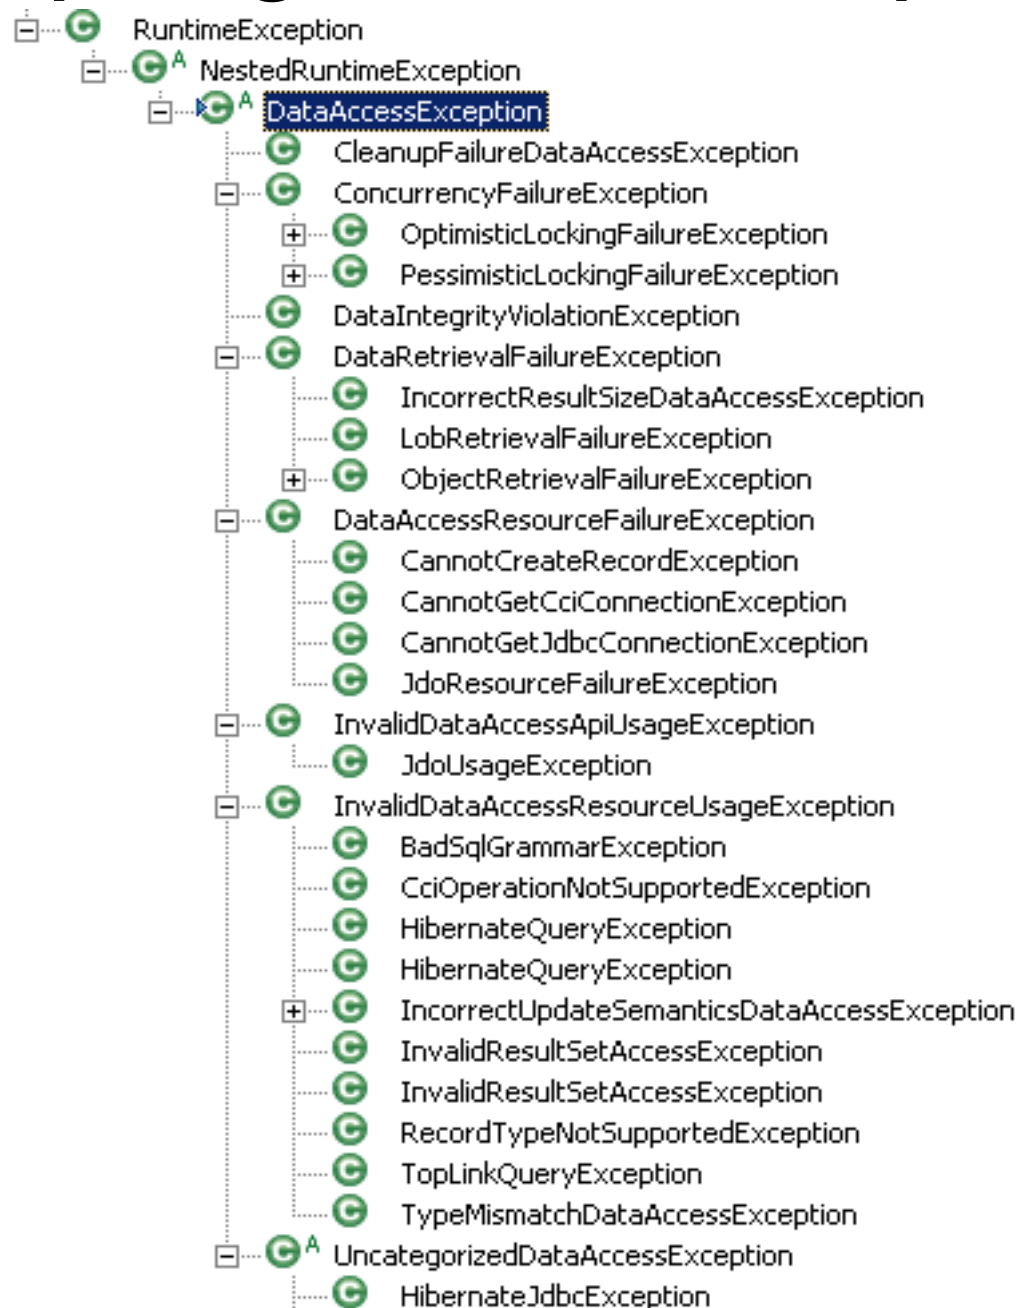 RuntimeException
A NestedRuntimeException
A DataAccessException
CleanupFailureDataAccessException
ConcurrencyFailureException
OptimisticLockingFailureException
PessimisticLockingFailureException
DataIntegrityViolationException
DataRetrievalFailureException
IncorrectResultSizeDataAccessException
LobRetrievalFailureException
ObjectRetrievalFailureException
DataAccessResourceFailureException
CannotCreateRecordException
CannotGetCciConnectionException
CannotGetJdbcConnectionException
JdoResourceFailureException
InvalidDataAccessApiUsageException
JdoUsageException
InvalidDataAccessResourceUsageException
BadSqlGrammarException
CciOperationNotSupportedException
HibernateQueryException
HibernateQueryException
IncorrectUpdateSemanticsDataAccessException
InvalidResultSetAccessException
InvalidResultSetAccessException
RecordTypeNotSupportedException
TopLinkQueryException
TypeMismatchDataAccessException
A UncategorizedDataAccessException
HibernateJdbcException